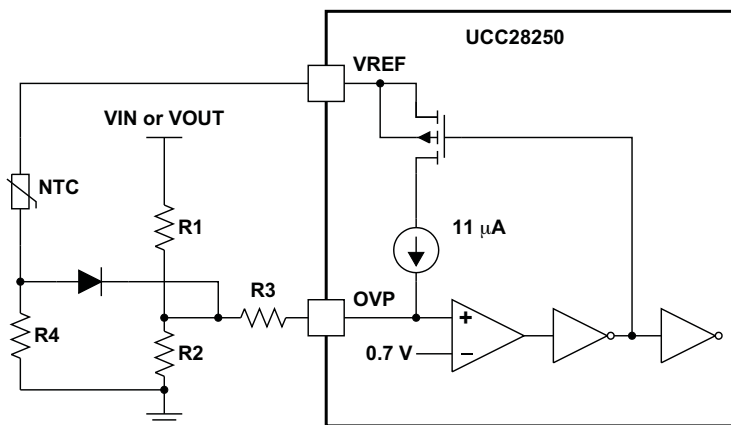 UCC28250
VREF
VIN or VOUT
NTC
R1
11 μA
R3
OVP
R4
R2
+
0.7 V
−